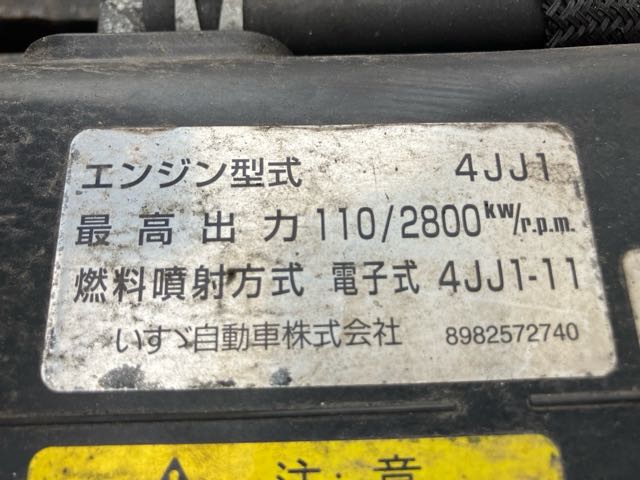 エンジン型式 4JJ1
最高出力 110/2800 kW/r.p.m.
燃料噴射方式 電子式 4JJ1-11
いすゞ自動車株式会社 8982572740
注意